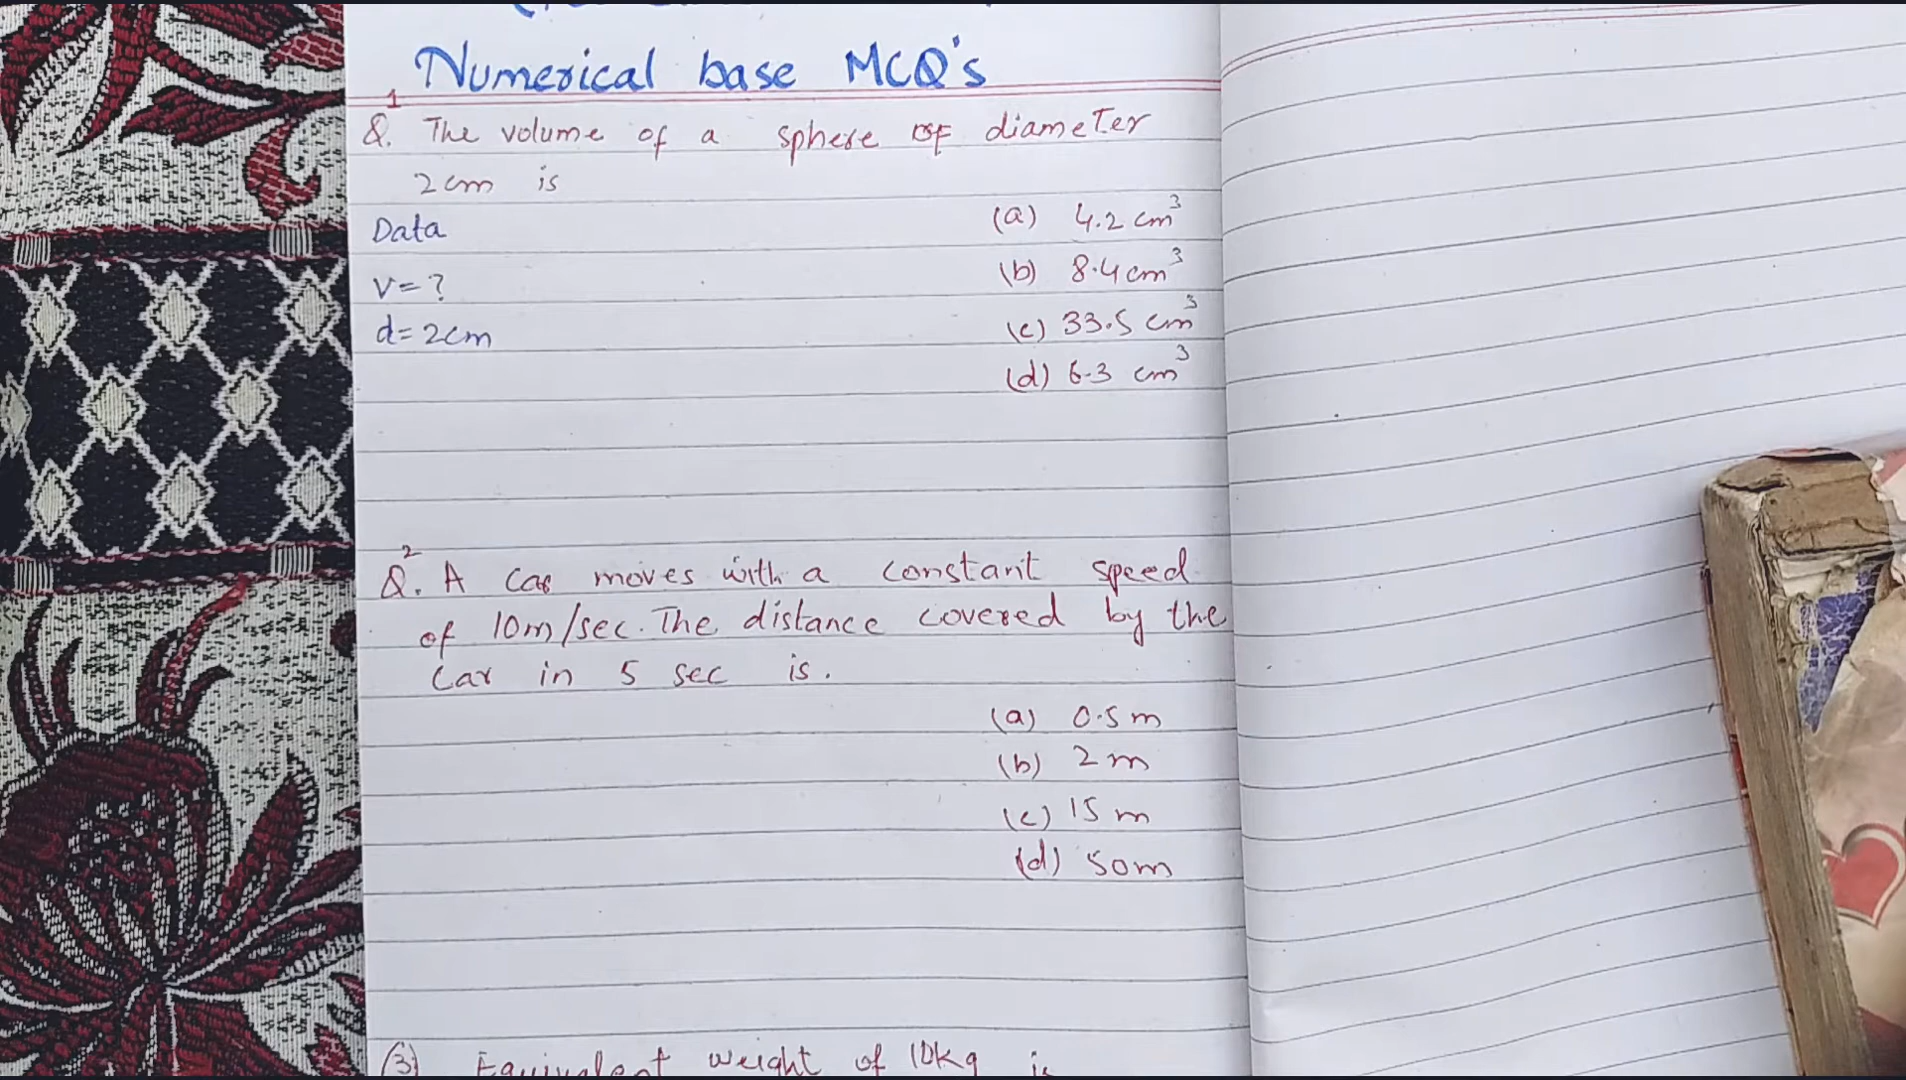 Numerical base MCQ's
1
Q. The volume of a sphere of diameter
2cm is
Data
V=?
d=2cm
(a) 4.2 cm³
(b) 8.4 cm³
(c) 33.5 cm³
(d) 6.3 cm³
2
Q. A car moves with a constant speed
of 10m/sec. The distance covered by the
car in 5 sec is.
(a) 0.5 m
(b) 2 m
(c) 15 m
(d) 50m
(3) Equivalent weight of 10kg is